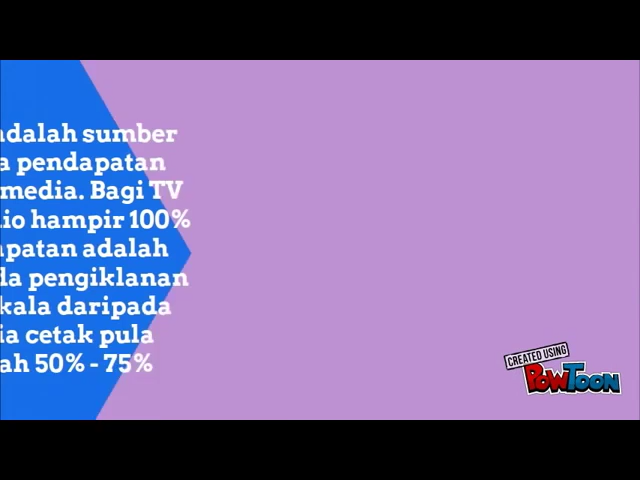 adalah sumber
a pendapatan
media. Bagi TV
io hampir 100%
apatan adalah
da pengiklanan
kala daripada
ia cetak pula
ah 50% - 75%
CREATED USING
POWTOON